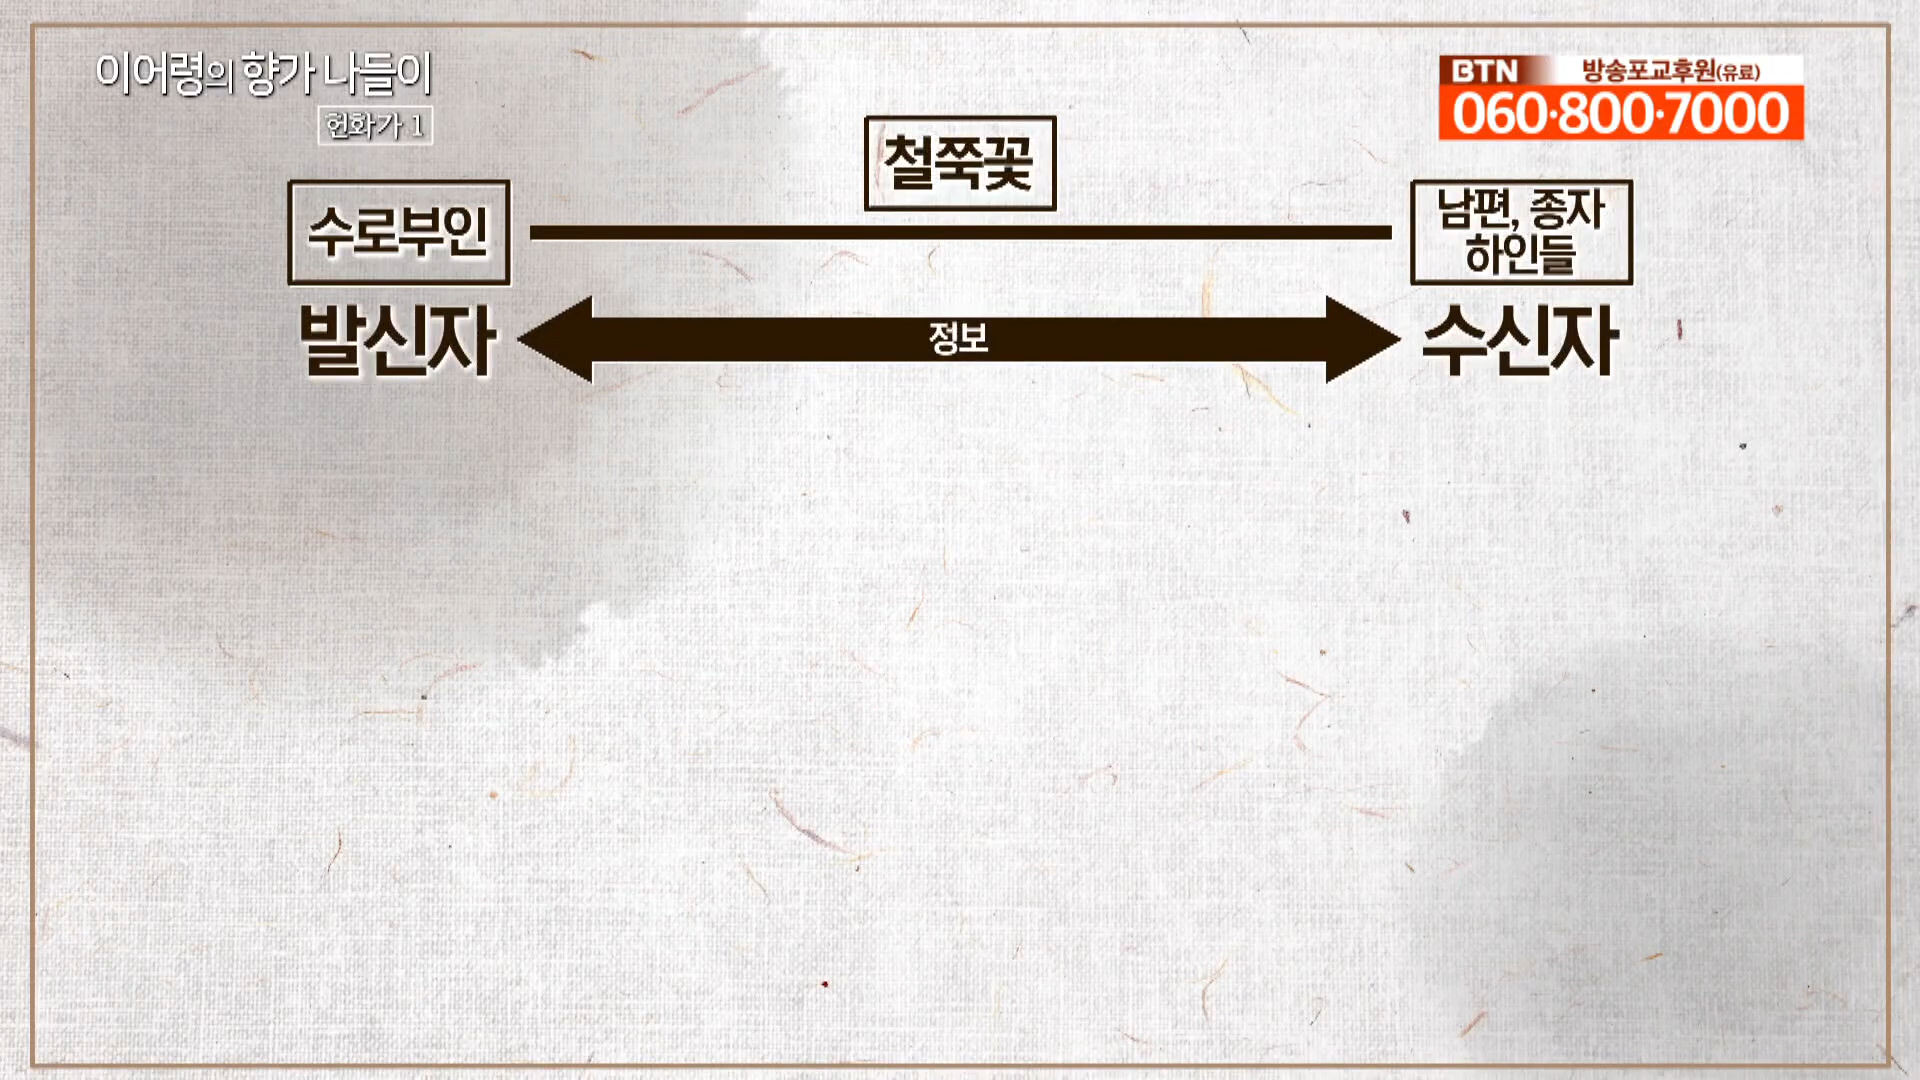 이어령의 향가 나들이
헌화가 1
BTN 방송포교후원(유료)
060·800·7000
철쭉꽃
수로부인
남편, 종자
하인들
발신자
정보
수신자